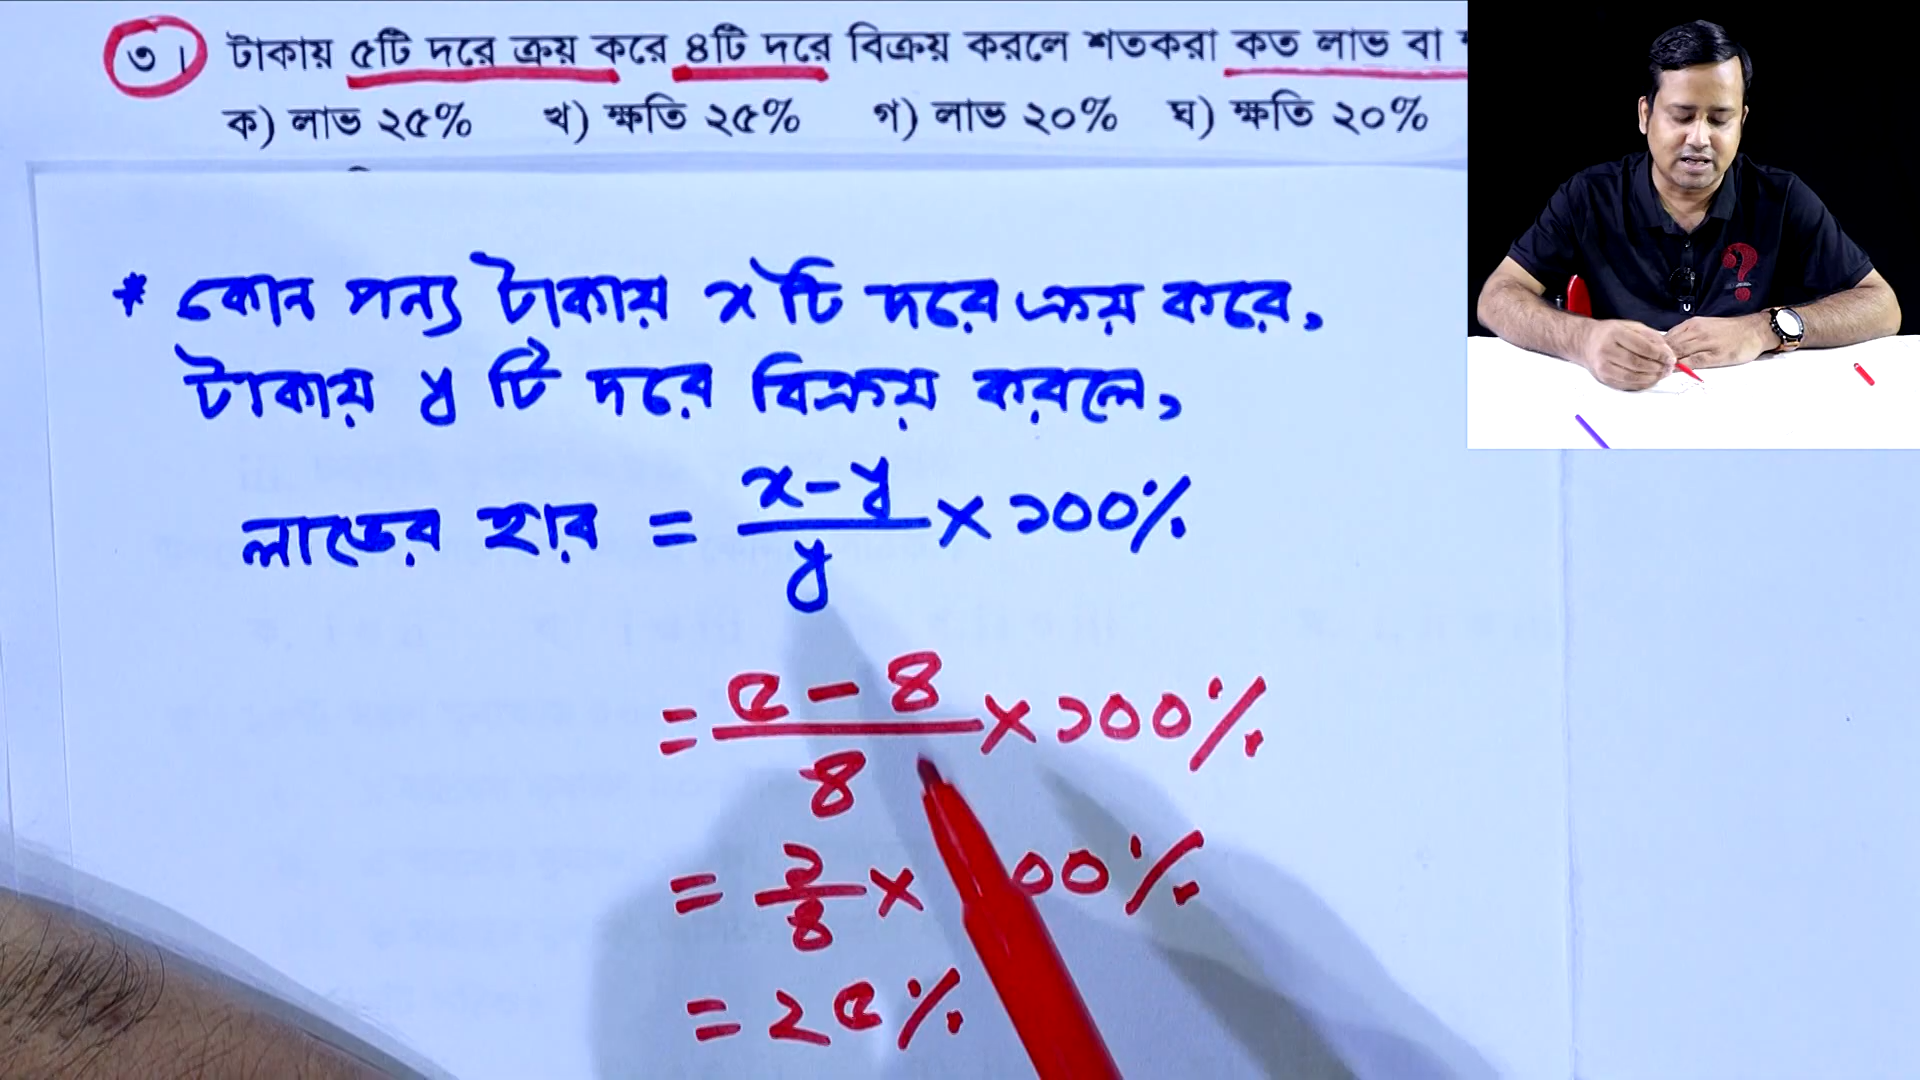 ৩। টাকায় ৫টি দরে ক্রয় করে ৪টি দরে বিক্রয় করলে শতকরা কত লাভ বা
ক) লাভ ২৫% খ) ক্ষতি ২৫% গ) লাভ ২০% ঘ) ক্ষতি ২০%
* কোন পন্য টাকায় x টি দরে ক্রয় করে,
টাকায় y টি দরে বিক্রয় করলে,
লাভের হার = (x-y)/y × ১০০%
= (৫-৪)/৪ × ১০০%
= ১/৪ × ০০%
= ২৫%